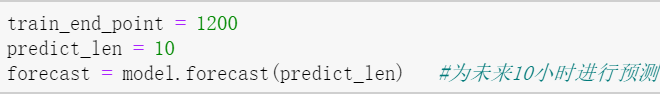 train_end_point = 1200
predict_len = 10
forecast = model.forecast(predict_len)   #为未来10小时进行预测